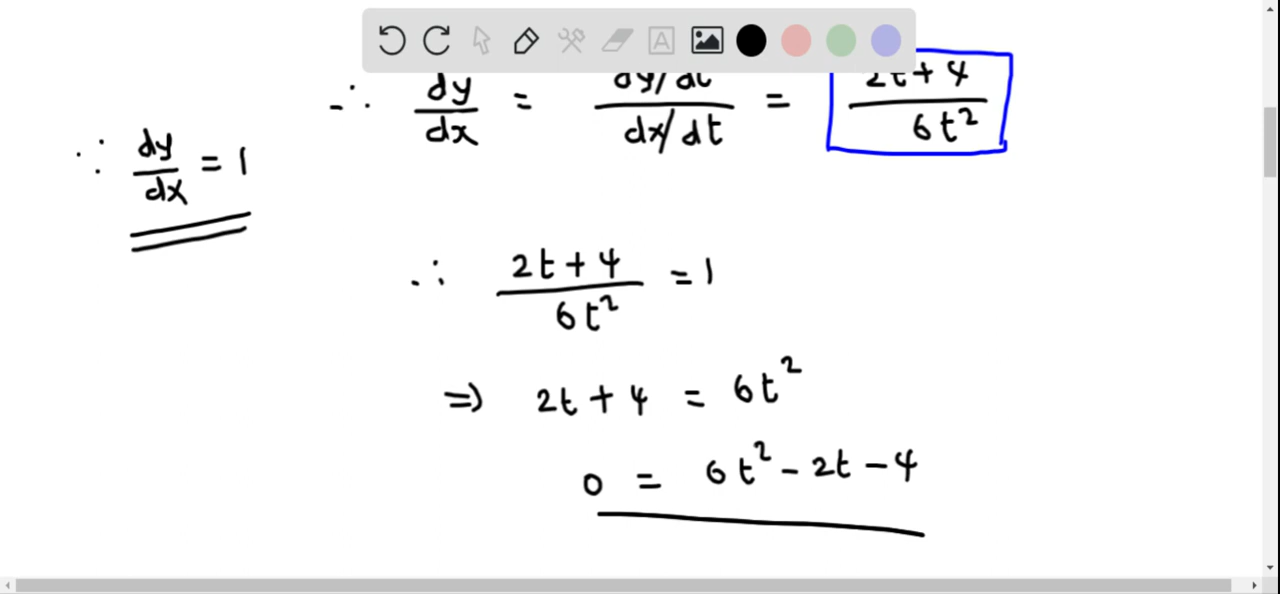 ∴ dy/dx = (dy/dt)/(dx/dt) = (2t + 4)/(6t²)
∵ dy/dx = 1
∴ (2t + 4)/(6t²) = 1
⇒ 2t + 4 = 6t²
0 = 6t² - 2t - 4